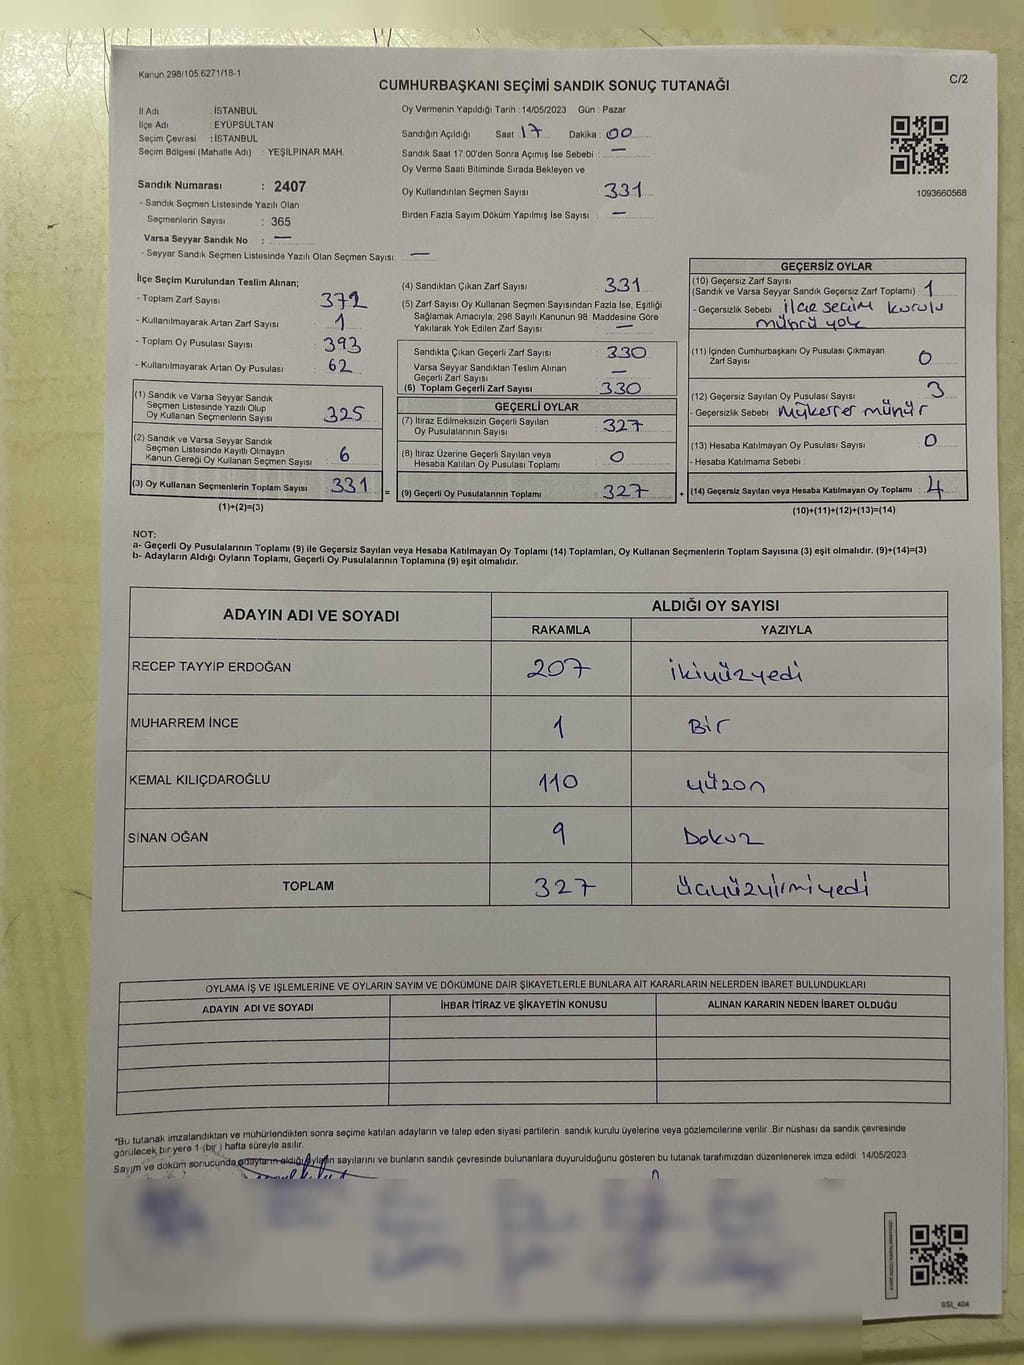 Kanun,298/105.6271/18-1
CUMHURBAŞKANI SEÇİMİ SANDIK SONUÇ TUTANAĞI
C/2
İl Adı : İSTANBUL
İlçe Adı : EYÜPSULTAN
Seçim Çevresi : İSTANBUL
Seçim Bölgesi (Mahalle Adı) : YEŞİLPINAR MAH.
Sandık Numarası : 2407
- Sandık Seçmen Listesinde Yazılı Olan
Seçmenlerin Sayısı : 365
Varsa Seyyar Sandık No : —
- Seyyar Sandık Seçmen Listesinde Yazılı Olan Seçmen Sayısı: —
Oy Vermenin Yapıldığı Tarih :14/05/2023 Gün : Pazar
Sandığın Açıldığı Saat 17 Dakika : 00
Sandık Saat 17.00'den Sonra Açımış İse Sebebi : —
Oy Verme Saati Bitiminde Sırada Bekleyen ve
Oy Kullandırılan Seçmen Sayısı 331
Birden Fazla Sayım Döküm Yapılmış İse Sayısı : —
1093660568
İlçe Seçim Kurulundan Teslim Alınan;
- Toplam Zarf Sayısı 372
- Kullanılmayarak Artan Zarf Sayısı : 1
- Toplam Oy Pusulası Sayısı 393
- Kullanılmayarak Artan Oy Pusulası : 62
(1) Sandık ve Varsa Seyyar Sandık
Seçmen Listesinde Yazılı Olup
Oy Kullanan Seçmenlerin Sayısı : 325
(2) Sandık ve Varsa Seyyar Sandık
Seçmen Listesinde Kayıtlı Olmayan
Kanun Gereği Oy Kullanan Seçmen Sayısı : 6
(3) Oy Kullanan Seçmenlerin Toplam Sayısı : 331
(1)+(2)=(3)
=
(4) Sandıktan Çıkan Zarf Sayısı : 331
(5) Zarf Sayısı Oy Kullanan Seçmen Sayısından Fazla İse, Eşitliği
Sağlamak Amacıyla, 298 Sayılı Kanunun 98. Maddesine Göre
Yakılarak Yok Edilen Zarf Sayısı : —
Sandıkta Çıkan Geçerli Zarf Sayısı : 330
Varsa Seyyar Sandıktan Teslim Alınan
Geçerli Zarf Sayısı : —
(6) Toplam Geçerli Zarf Sayısı : 330
GEÇERLİ OYLAR
(7) İtiraz Edilmeksizin Geçerli Sayılan
Oy Pusulalarının Sayısı : 327
(8) İtiraz Üzerine Geçerli Sayılan veya
Hesaba Katılan Oy Pusulası Toplamı : 0
(9) Geçerli Oy Pusulalarının Toplamı : 327
+
GEÇERSİZ OYLAR
(10) Geçersiz Zarf Sayısı
(Sandık ve Varsa Seyyar Sandık Geçersiz Zarf Toplamı) : 1
- Geçersizlik Sebebi : ilçe seçim kurulu
mührü yok
(11) İçinden Cumhurbaşkanı Oy Pusulası Çıkmayan
Zarf Sayısı : 0
(12) Geçersiz Sayılan Oy Pusulası Sayısı : 3
- Geçersizlik Sebebi : Mükerrer mühür
(13) Hesaba Katılmayan Oy Pusulası Sayısı : 0
- Hesaba Katılmama Sebebi :
(14) Geçersiz Sayılan veya Hesaba Katılmayan Oy Toplamı : 4
(10)+(11)+(12)+(13)=(14)
NOT:
a- Geçerli Oy Pusulalarının Toplamı (9) ile Geçersiz Sayılan veya Hesaba Katılmayan Oy Toplamı (14) Toplamları, Oy Kullanan Seçmenlerin Toplam Sayısına (3) eşit olmalıdır. (9)+(14)=(3)
b- Adayların Aldığı Oyların Toplamı, Geçerli Oy Pusulalarının Toplamına (9) eşit olmalıdır.
ADAYIN ADI VE SOYADI
ALDIĞI OY SAYISI
RAKAMLA YAZIYLA
RECEP TAYYİP ERDOĞAN 207 ikiyüzyedi
MUHARREM İNCE 1 Bir
KEMAL KILIÇDAROĞLU 110 yüzon
SİNAN OĞAN 9 Dokuz
TOPLAM 327 üçyüzyirmiyedi
OYLAMA İŞ VE İŞLEMLERİNE VE OYLARIN SAYIM VE DÖKÜMÜNE DAİR ŞİKAYETLERLE BUNLARA AİT KARARLARIN NELERDEN İBARET BULUNDUKLARI
ADAYIN ADI VE SOYADI İHBAR İTİRAZ VE ŞİKAYETİN KONUSU ALINAN KARARIN NEDEN İBARET OLDUĞU
*Bu tutanak imzalandıktan ve mühürlendikten sonra seçime katılan adayların ve talep eden siyasi partilerin sandık kurulu üyelerine veya gözlemcilerine verilir .Bir nüshası da sandık çevresinde
görülecek bir yere 1 (bir ) hafta süreyle asılır.
Sayım ve döküm sonucunda adayların aldığı oyların sayılarını ve bunların sandık çevresinde bulunanlara duyurulduğunu gösteren bu tutanak tarafımızdan düzenlenerek imza edildi. 14/05/2023
SSI_40A